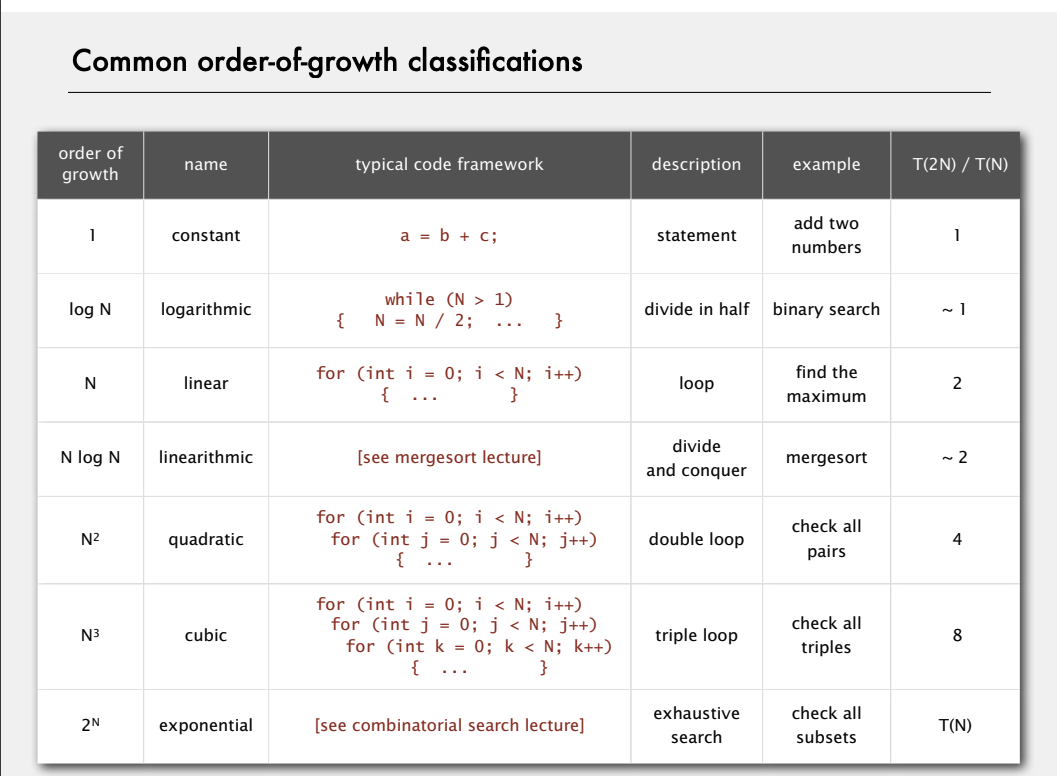 Common order-of-growth classifications
order of growth | name | typical code framework | description | example | T(2N) / T(N)
1 | constant | a = b + c; | statement | add two numbers | 1
log N | logarithmic | while (N > 1) { N = N / 2; ... } | divide in half | binary search | ~ 1
N | linear | for (int i = 0; i < N; i++) { ... } | loop | find the maximum | 2
N log N | linearithmic | [see mergesort lecture] | divide and conquer | mergesort | ~ 2
N² | quadratic | for (int i = 0; i < N; i++) for (int j = 0; j < N; j++) { ... } | double loop | check all pairs | 4
N³ | cubic | for (int i = 0; i < N; i++) for (int j = 0; j < N; j++) for (int k = 0; k < N; k++) { ... } | triple loop | check all triples | 8
2ᴺ | exponential | [see combinatorial search lecture] | exhaustive search | check all subsets | T(N)